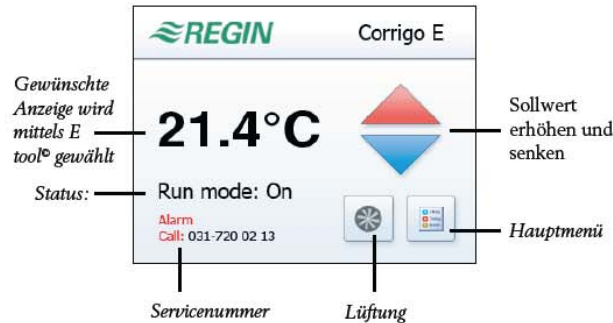 REGIN
Corrigo E
Gewünschte
Anzeige wird
mittels E
tool© gewählt
21.4°C
Sollwert
erhöhen und
senken
Status:
Run mode: On
Alarm
Call: 031-720 02 13
Hauptmenü
Servicenummer
Lüftung